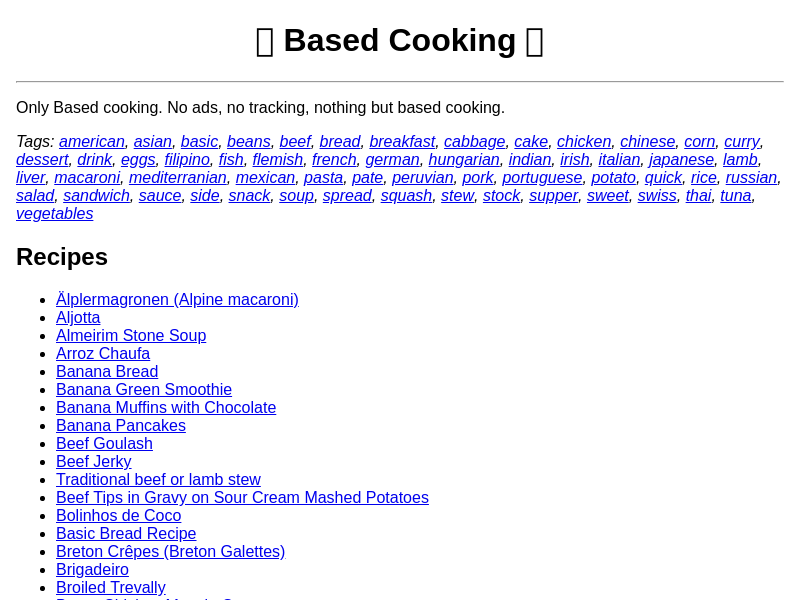 Based Cooking
Only Based cooking. No ads, no tracking, nothing but based cooking.
Tags: american, asian, basic, beans, beef, bread, breakfast, cabbage, cake, chicken, chinese, corn, curry,
dessert, drink, eggs, filipino, fish, flemish, french, german, hungarian, indian, irish, italian, japanese, lamb,
liver, macaroni, mediterranean, mexican, pasta, pate, peruvian, pork, portuguese, potato, quick, rice, russian,
salad, sandwich, sauce, side, snack, soup, spread, squash, stew, stock, supper, sweet, swiss, thai, tuna,
vegetables
Recipes
Älplermagronen (Alpine macaroni)
Aljotta
Almeirim Stone Soup
Arroz Chaufa
Banana Bread
Banana Green Smoothie
Banana Muffins with Chocolate
Banana Pancakes
Beef Goulash
Beef Jerky
Traditional beef or lamb stew
Beef Tips in Gravy on Sour Cream Mashed Potatoes
Bolinhos de Coco
Basic Bread Recipe
Breton Crêpes (Breton Galettes)
Brigadeiro
Broiled Trevally